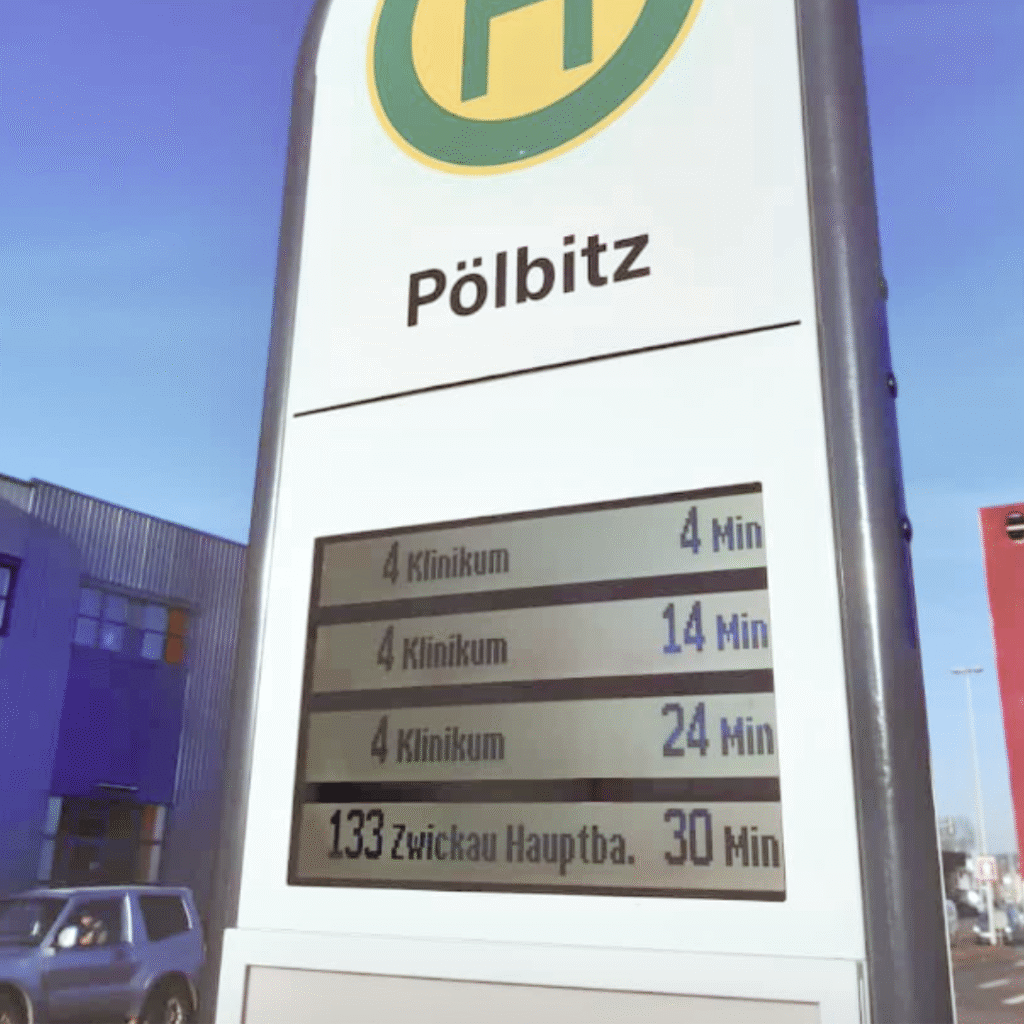 H
Pölbitz
4 Klinikum 4 Min
4 Klinikum 14 Min
4 Klinikum 24 Min
133 Zwickau Hauptba. 30 Min